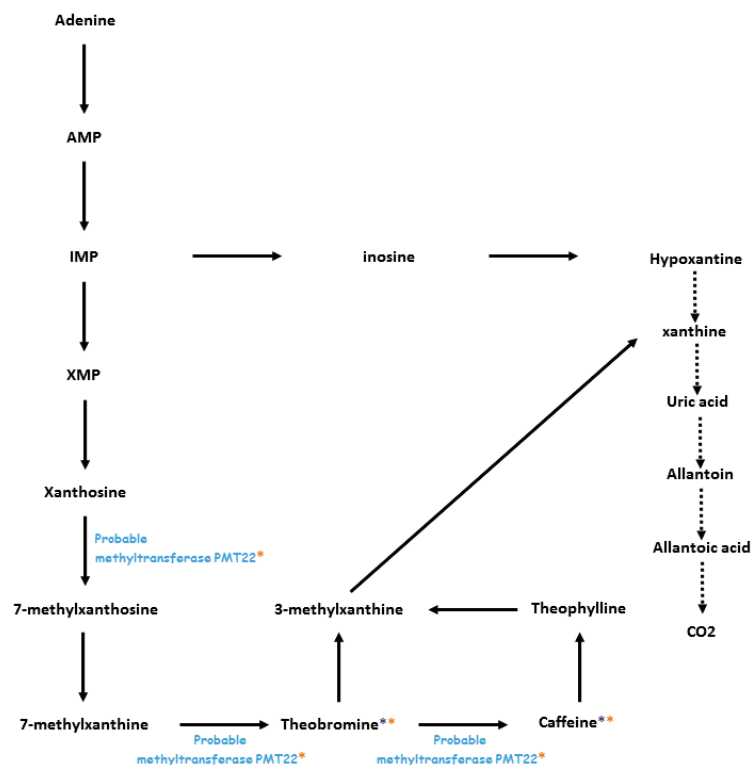 Adenine
AMP
IMP
inosine
Hypoxantine
xanthine
XMP
Uric acid
Allantoin
Xanthosine
Probable
methyltransferase PMT22*
Allantoic acid
7-methylxanthosine
3-methylxanthine
Theophylline
CO2
7-methylxanthine
Theobromine**
Caffeine**
Probable
methyltransferase PMT22*
Probable
methyltransferase PMT22*